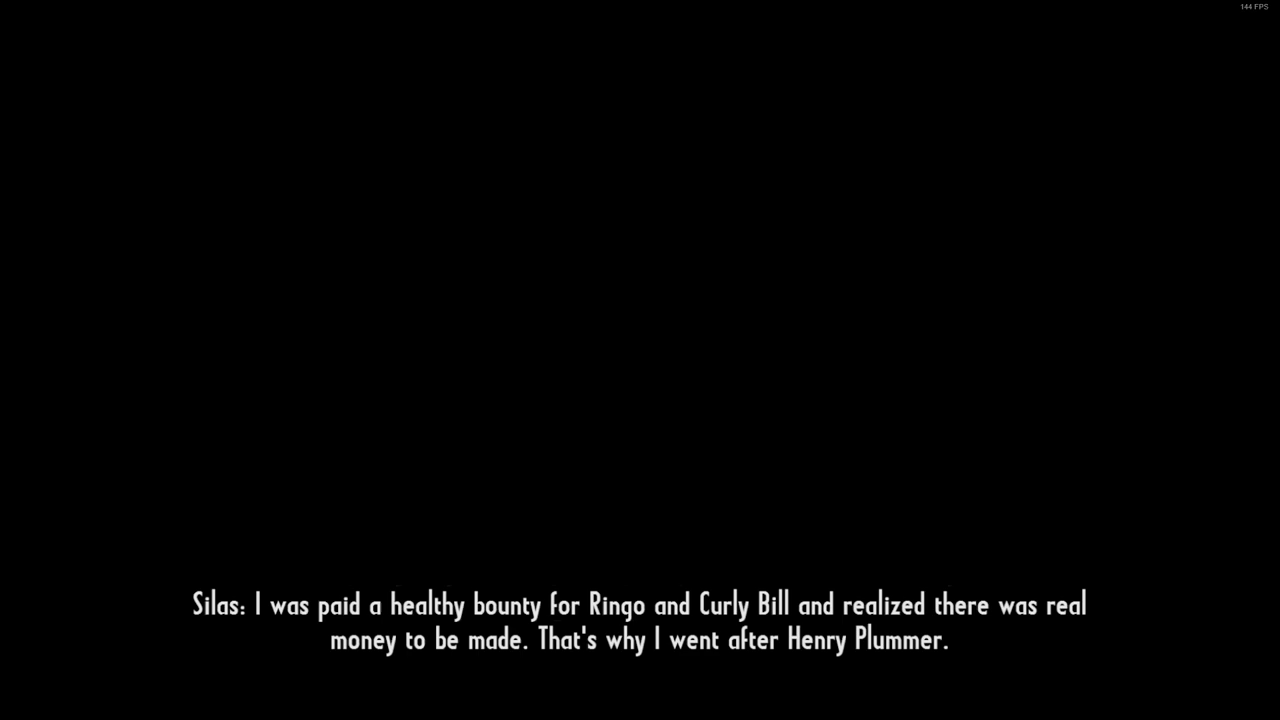 144 FPS
Silas: I was paid a healthy bounty for Ringo and Curly Bill and realized there was real
money to be made. That's why I went after Henry Plummer.